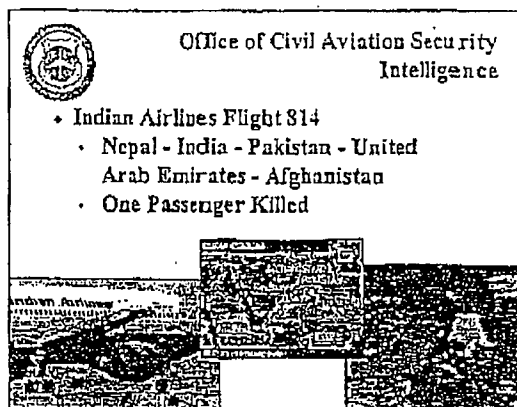 Office of Civil Aviation Security
Intelligence
• Indian Airlines Flight 814
• Nepal - India - Pakistan - United
Arab Emirates - Afghanistan
• One Passenger Killed